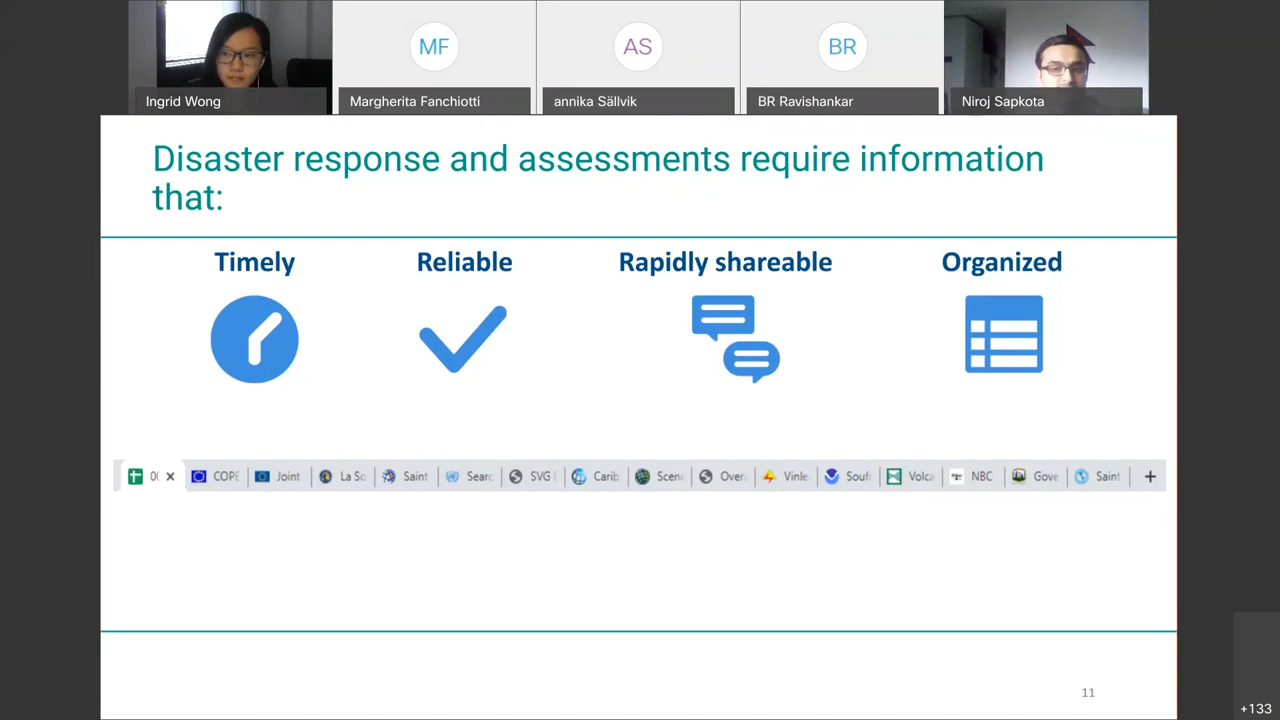 MF
AS
BR
Ingrid Wong
Margherita Fanchiotti
annika Sällvik
BR Ravishankar
Niroj Sapkota
Disaster response and assessments require information
that:
Timely
Reliable
Rapidly shareable
Organized
COPE Joint La So Saint Searc SVG Carib Scen Over Vinle Souf Volca NBC Gove Saint +
11
+133